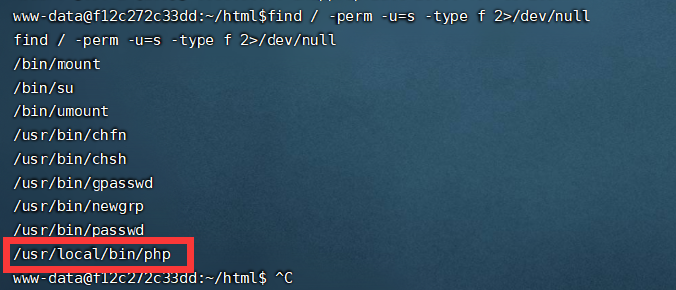 www-data@f12c272c33dd:~/html$find / -perm -u=s -type f 2>/dev/null
find / -perm -u=s -type f 2>/dev/null
/bin/mount
/bin/su
/bin/umount
/usr/bin/chfn
/usr/bin/chsh
/usr/bin/gpasswd
/usr/bin/newgrp
/usr/bin/passwd
/usr/local/bin/php
www-data@f12c272c33dd:~/html$ ^C